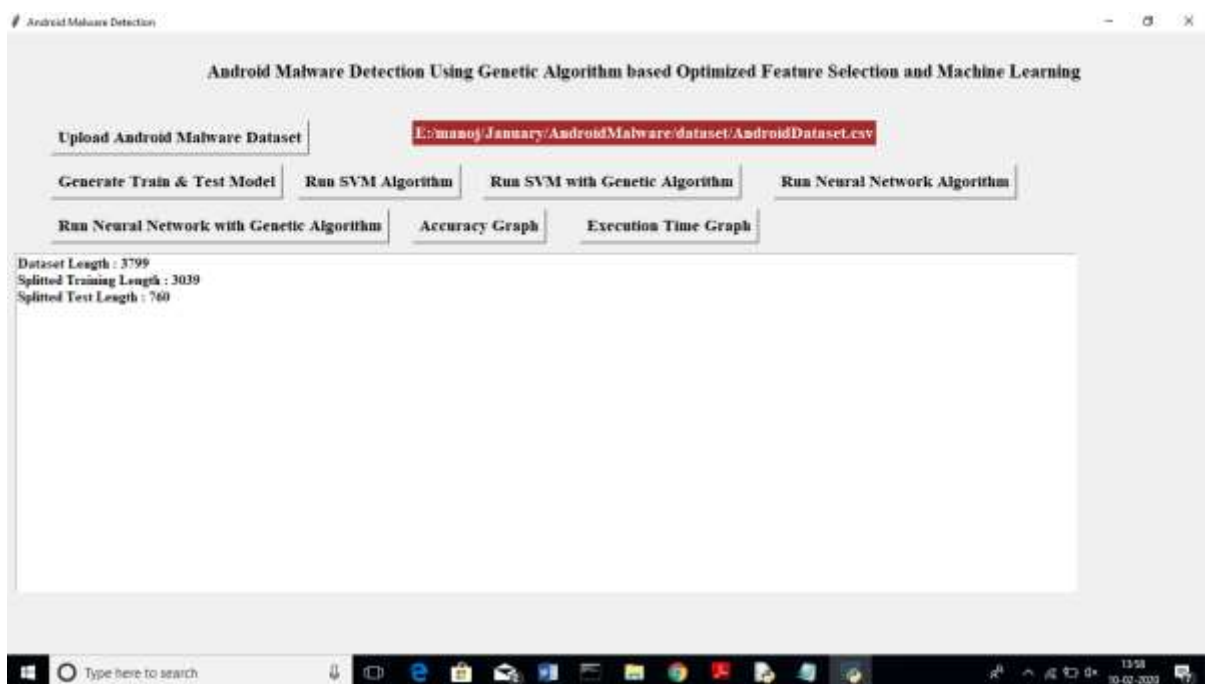 Android Malware Detection
Android Malware Detection Using Genetic Algorithm based Optimized Feature Selection and Machine Learning
Upload Android Malware Dataset
E:/manoj/January/AndroidMalware/dataset/AndroidDataset.csv
Generate Train & Test Model
Run SVM Algorithm
Run SVM with Genetic Algorithm
Run Neural Network Algorithm
Run Neural Network with Genetic Algorithm
Accuracy Graph
Execution Time Graph
Dataset Length : 3799
Splitted Training Length : 3039
Splitted Test Length : 760
Type here to search
13:58
10-02-2020